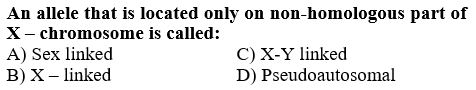 An allele that is located only on non-homologous part of
X – chromosome is called:
A) Sex linked C) X-Y linked
B) X – linked D) Pseudoautosomal